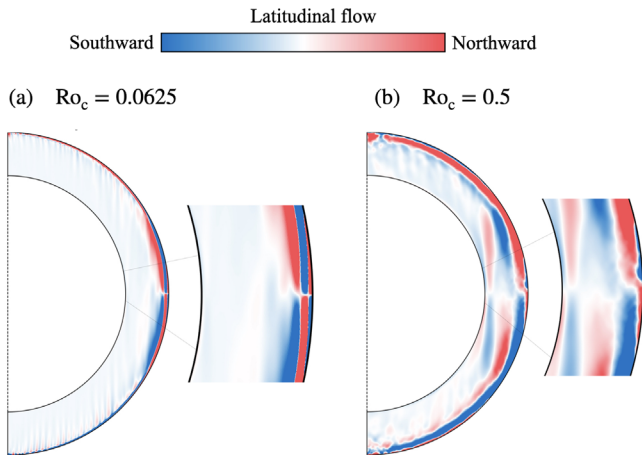 Latitudinal flow
Southward Northward
(a) Ro_c = 0.0625 (b) Ro_c = 0.5